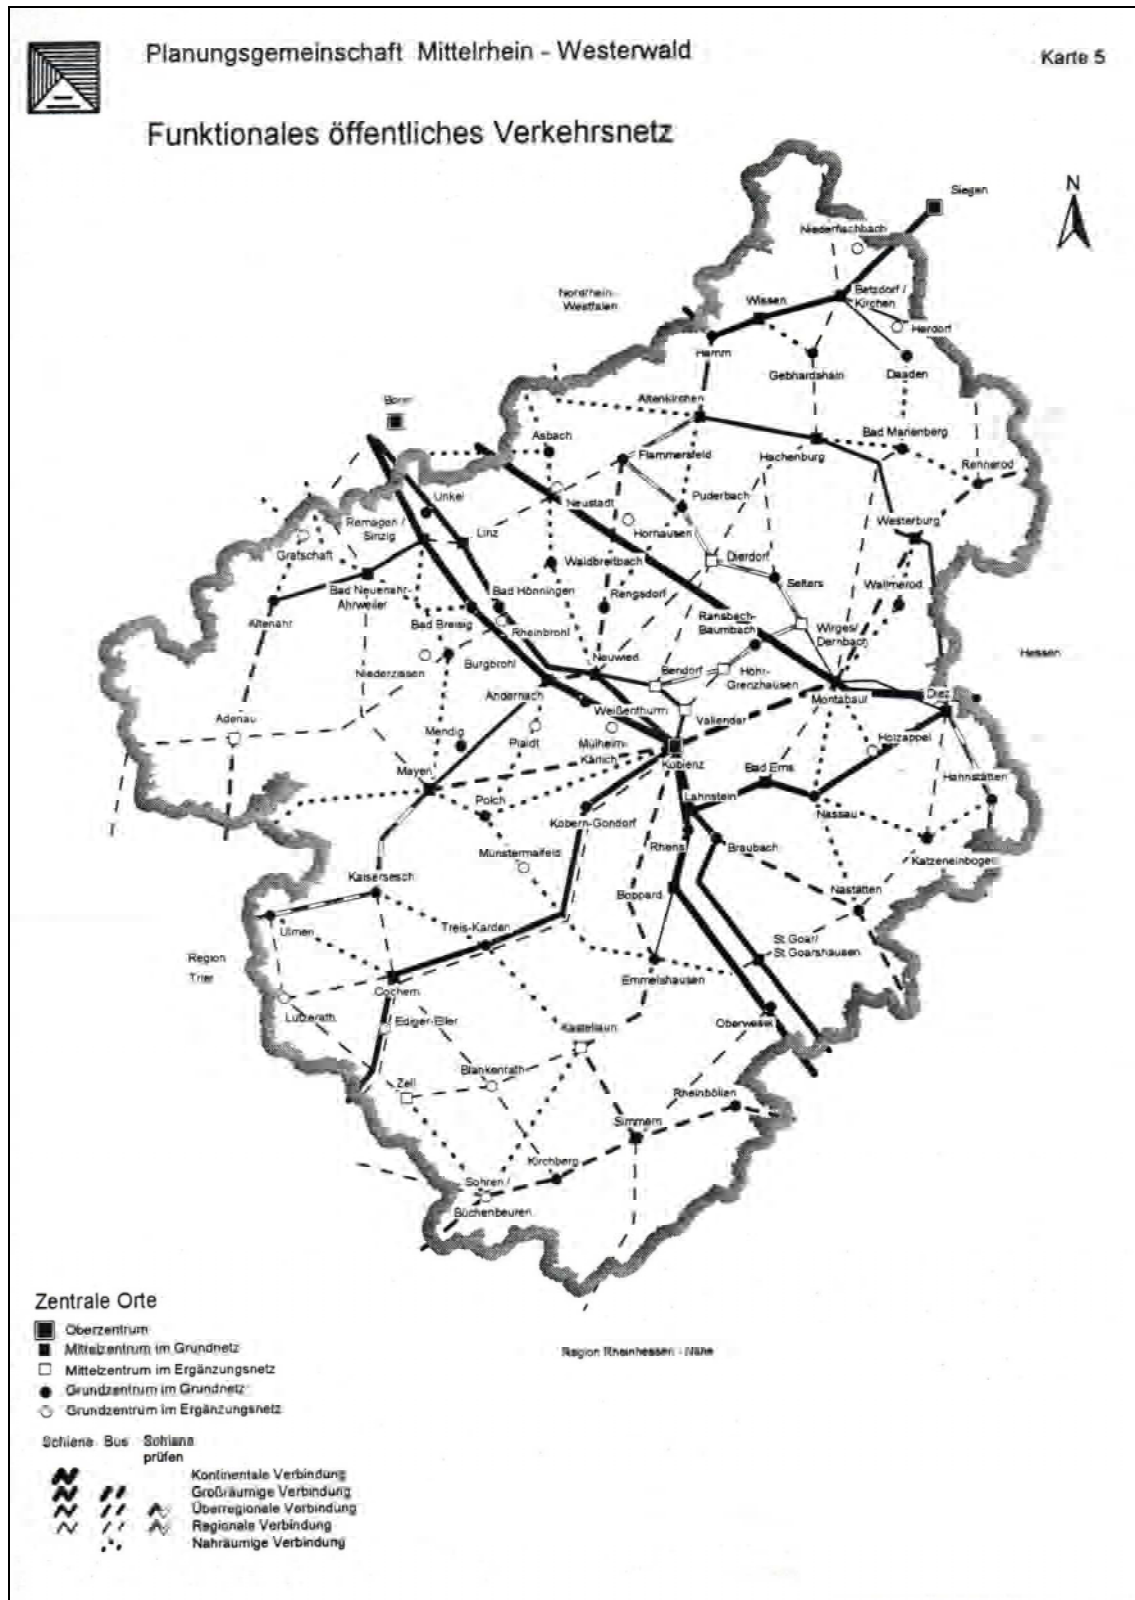 Planungsgemeinschaft Mittelrhein - Westerwald
Karte 5
Funktionales öffentliches Verkehrsnetz
N
Siegen
Niederfischbach
Nordrhein-
Westfalen
Wissen
Betzdorf /
Kirchen
Herdorf
Hamm
Gebhardshain
Daaden
Altenkirchen
Bonn
Asbach
Flammersfeld
Hachenburg
Bad Marienberg
Rennerod
Unkel
Neustadt
Puderbach
Remagen /
Sinzig
Linz
Hornausen
Westerburg
Grafschaft
Waldbreitbach
Dierdorf
Selters
Wallmerod
Bad Neuenahr-
Ahrweiler
Bad Hönningen
Rengsdorf
Ransbach-
Baumbach
Altenahr
Bad Breisig
Rheinbrohl
Wirges/
Dernbach
Hessen
Niederzissen
Burgbrohl
Neuwied
Bendorf
Höhr-
Grenzhausen
Andernach
Montabaur
Diez
Adenau
Weißenthurm
Vallendar
Mendig
Plaidt
Mülheim-
Kärlich
Koblenz
Holzappel
Mayen
Bad Ems
Hahnstätten
Polch
Kobern-Gondorf
Lahnstein
Nassau
Münstermaifeld
Rhens
Braubach
Katzenelnbogen
Kaisersesch
Boppard
Nastätten
Ulmen
Treis-Karden
St.Goar/
St.Goarshausen
Region
Trier
Cochem
Emmelshausen
Lutzerath
Ediger-Eller
Kastellaun
Oberwesel
Zell
Blankenrath
Rheinböllen
Simmern
Kirchberg
Sohren /
Büchenbeuren
Region Rheinhessen - Nahe
Zentrale Orte
Oberzentrum
Mittelzentrum im Grundnetz
Mittelzentrum im Ergänzungsnetz
Grundzentrum im Grundnetz
Grundzentrum im Ergänzungsnetz
Schiene Bus Schiene
prüfen
Kontinentale Verbindung
Großräumige Verbindung
Überregionale Verbindung
Regionale Verbindung
Nahräumige Verbindung